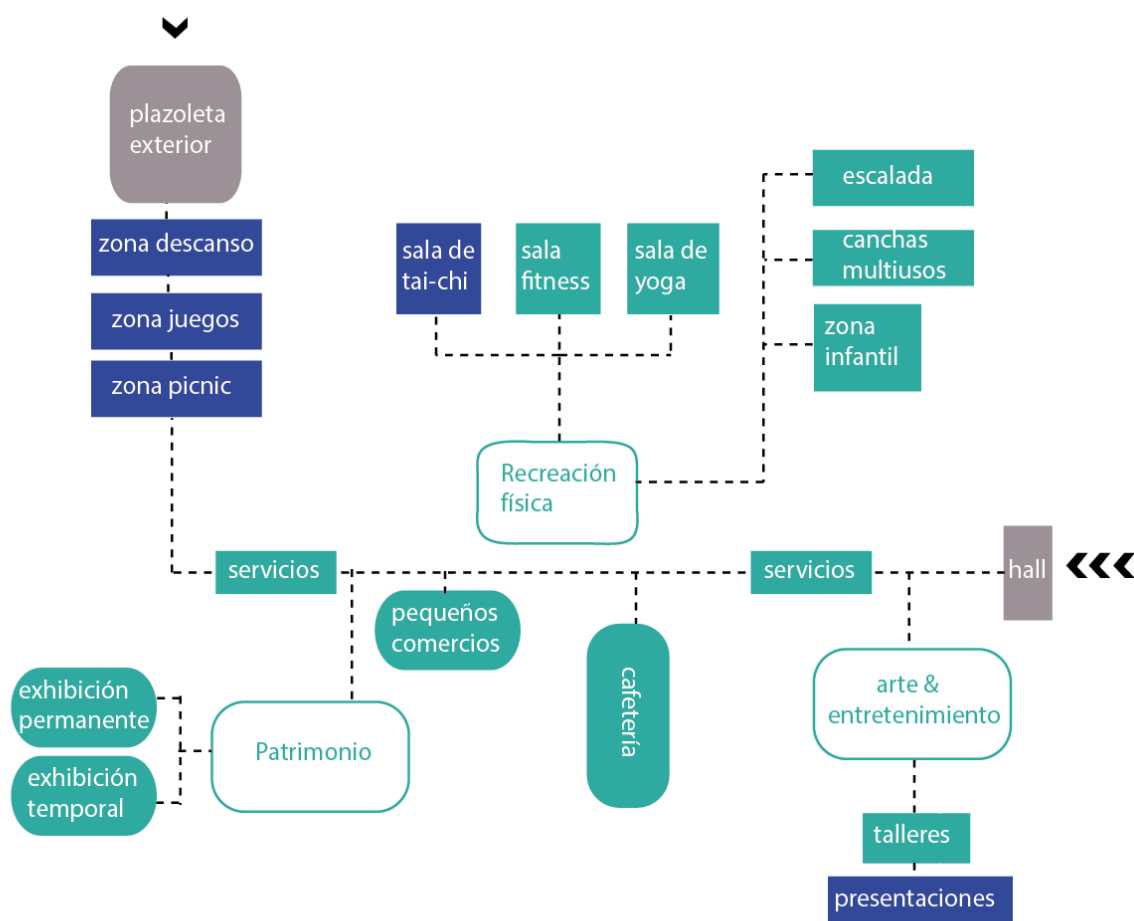 plazoleta
exterior
zona descanso
zona juegos
zona picnic
sala de
tai-chi
sala
fitness
sala de
yoga
escalada
canchas
multiusos
zona
infantil
Recreación
física
servicios
servicios
hall
pequeños
comercios
cafetería
arte &
entretenimiento
exhibición
permanente
Patrimonio
exhibición
temporal
talleres
presentaciones